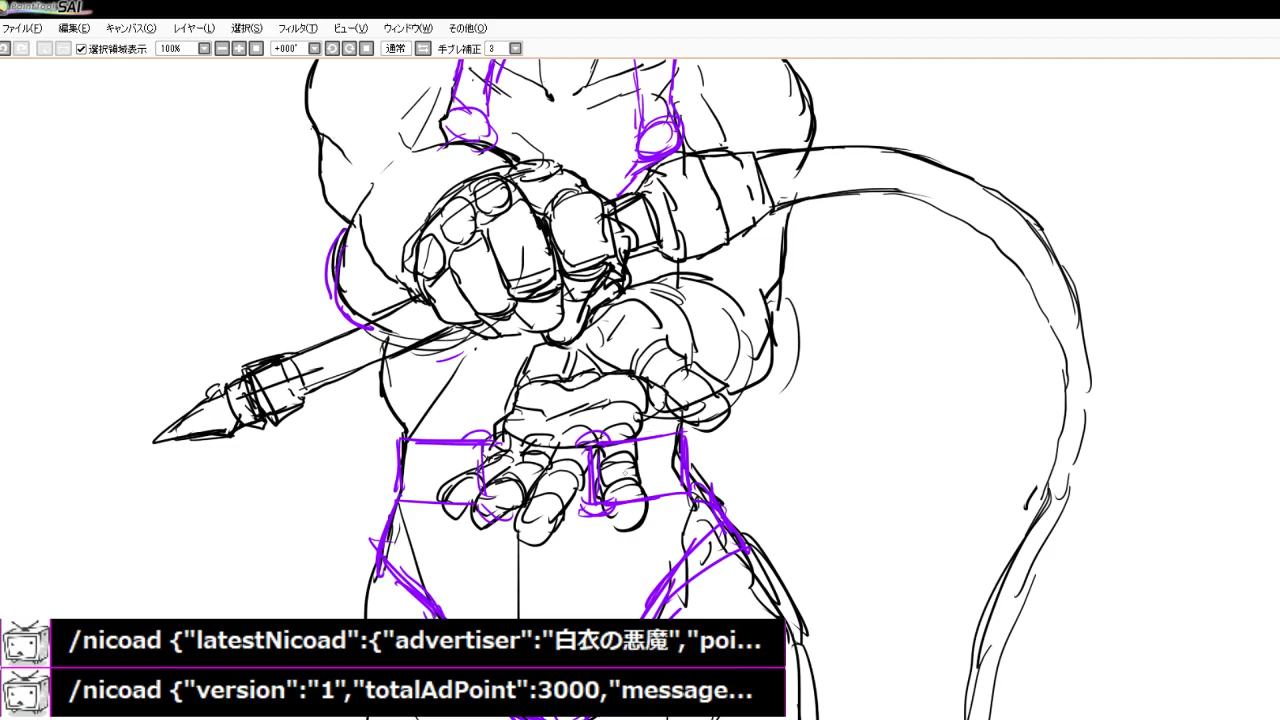 PaintTool SAI
ファイル(F) 編集(E) キャンバス(C) レイヤー(L) 選択(S) フィルタ(T) ビュー(V) ウィンドウ(W) その他(O)
選択領域表示 100% +000° 通常 手ブレ補正 3
/nicoad {"latestNicoad":{"advertiser":"白衣の悪魔","poi...
/nicoad {"version":"1","totalAdPoint":3000,"message...